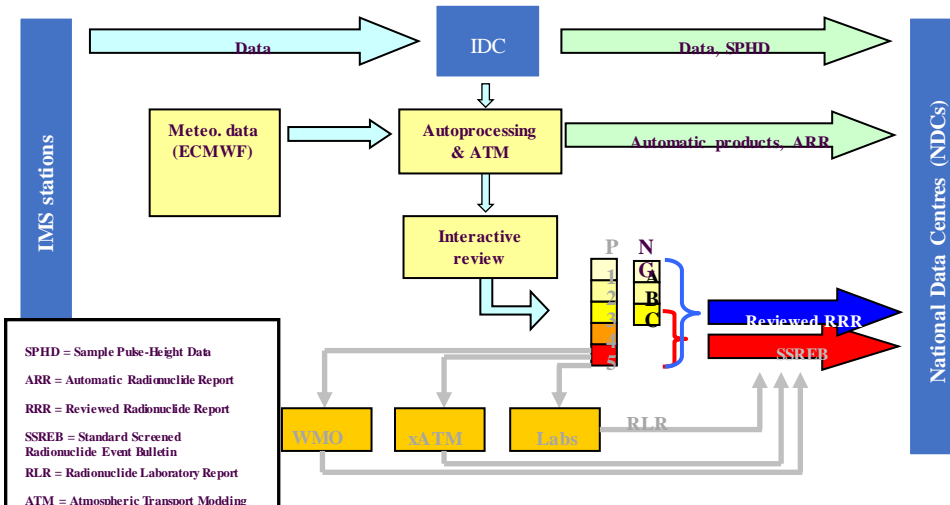 IMS stations
Data
IDC
Data, SPHD
National Data Centres (NDCs)
Meteo. data
(ECMWF)
Autoprocessing
& ATM
Automatic products, ARR
Interactive
review
P
NG
1
2
3
4
5
A
B
C
Reviewed RRR
SSREB
WMO
xATM
Labs
RLR
SPHD = Sample Pulse-Height Data
ARR = Automatic Radionuclide Report
RRR = Reviewed Radionuclide Report
SSREB = Standard Screened
Radionuclide Event Bulletin
RLR = Radionuclide Laboratory Report
ATM = Atmospheric Transport Modeling